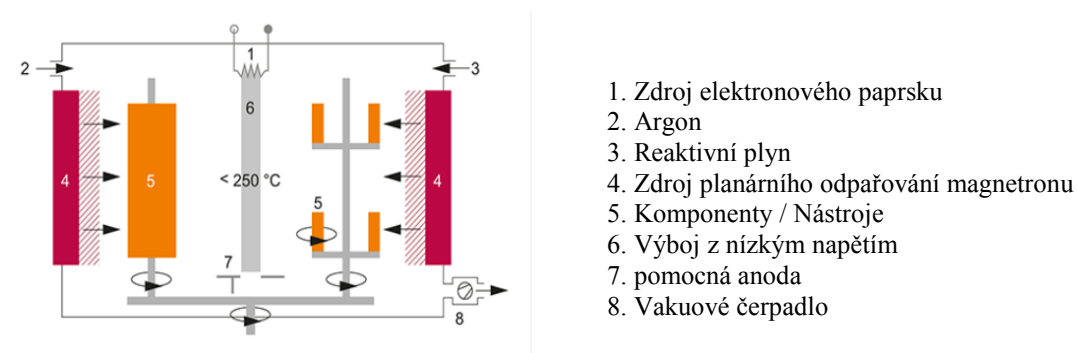 1
2
3
6
4
5
< 250 °C
4
5
7
8
1. Zdroj elektronového paprsku
2. Argon
3. Reaktivní plyn
4. Zdroj planárního odpařování magnetronu
5. Komponenty / Nástroje
6. Výboj z nízkým napětím
7. pomocná anoda
8. Vakuové čerpadlo